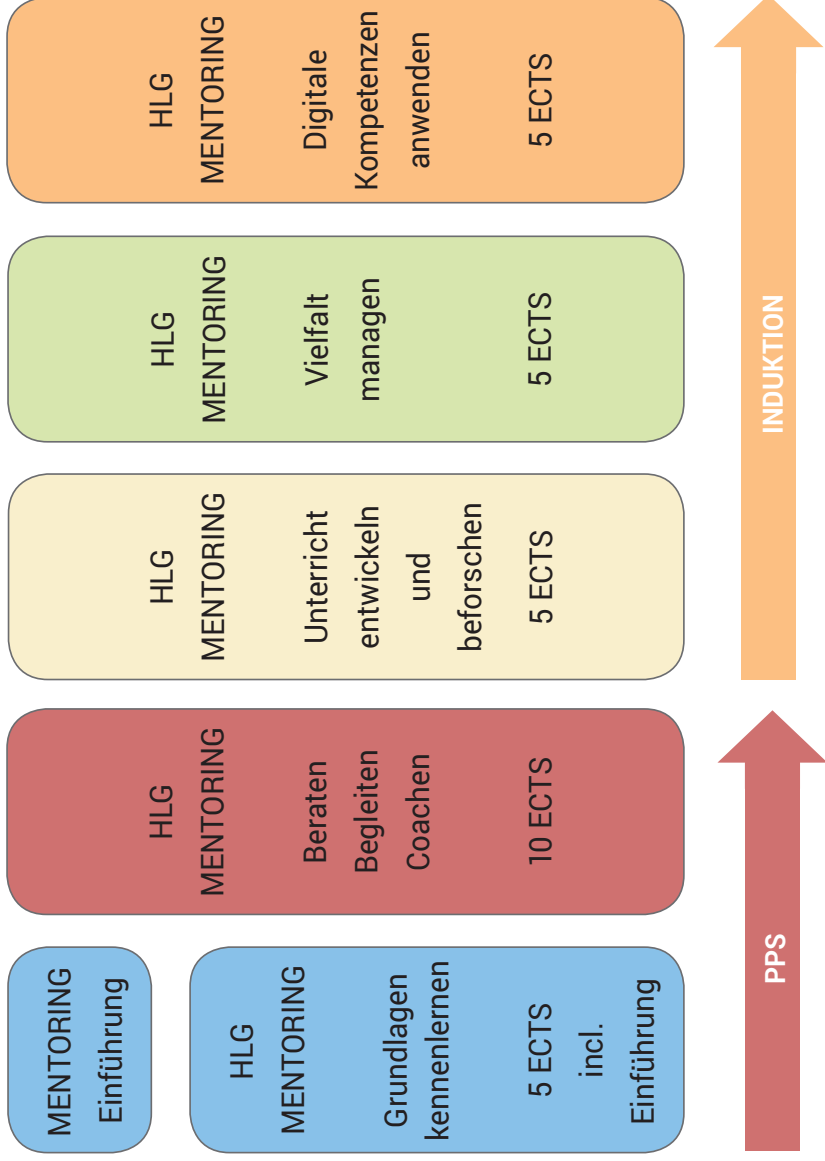 MENTORING
Einführung
HLG
MENTORING
Grundlagen
kennenlernen
5 ECTS
incl.
Einführung
HLG
MENTORING
Beraten
Begleiten
Coachen
10 ECTS
HLG
MENTORING
Unterricht
entwickeln
und
beforschen
5 ECTS
HLG
MENTORING
Vielfalt
managen
5 ECTS
HLG
MENTORING
Digitale
Kompetenzen
anwenden
5 ECTS
PPS
INDUKTION